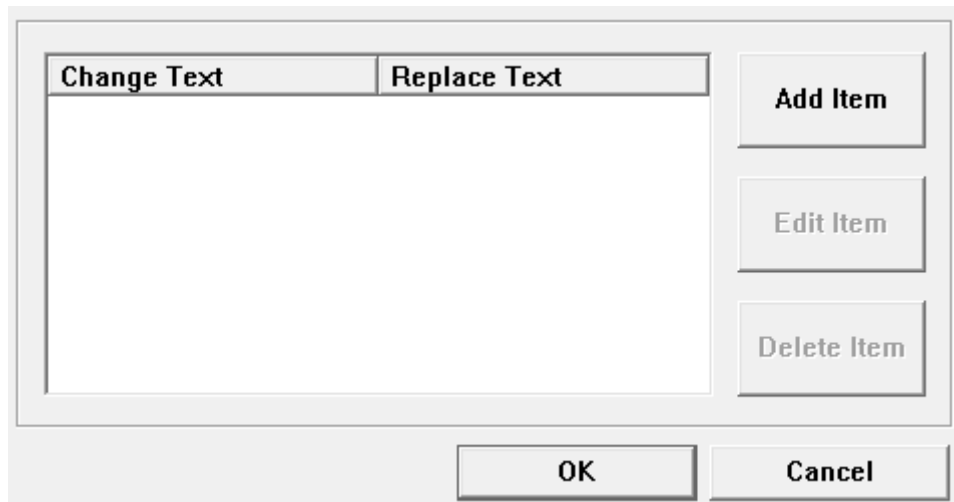 Change Text Replace Text
Add Item
Edit Item
Delete Item
OK Cancel